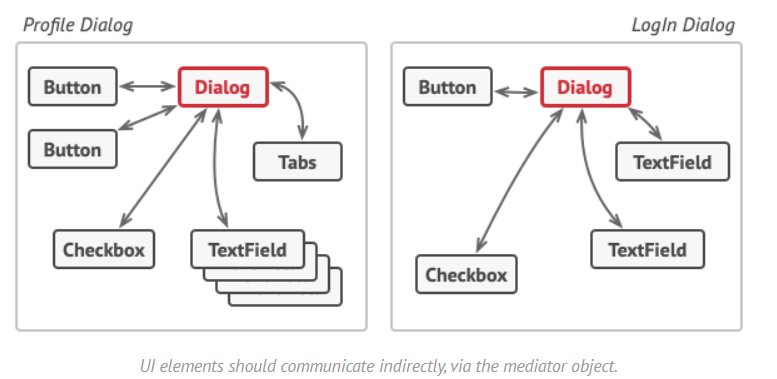 Profile Dialog
Button
Dialog
Button
Tabs
Checkbox
TextField
LogIn Dialog
Button
Dialog
TextField
TextField
Checkbox
UI elements should communicate indirectly, via the mediator object.